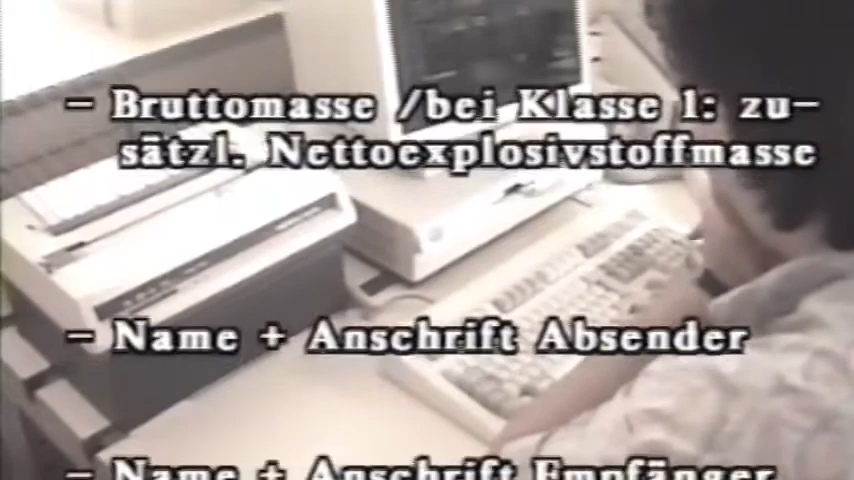 - Bruttomasse /bei Klasse 1: zu-
sätzl. Nettoexplosivstoffmasse
- Name + Anschrift Absender
- Name + Anschrift Empfänger